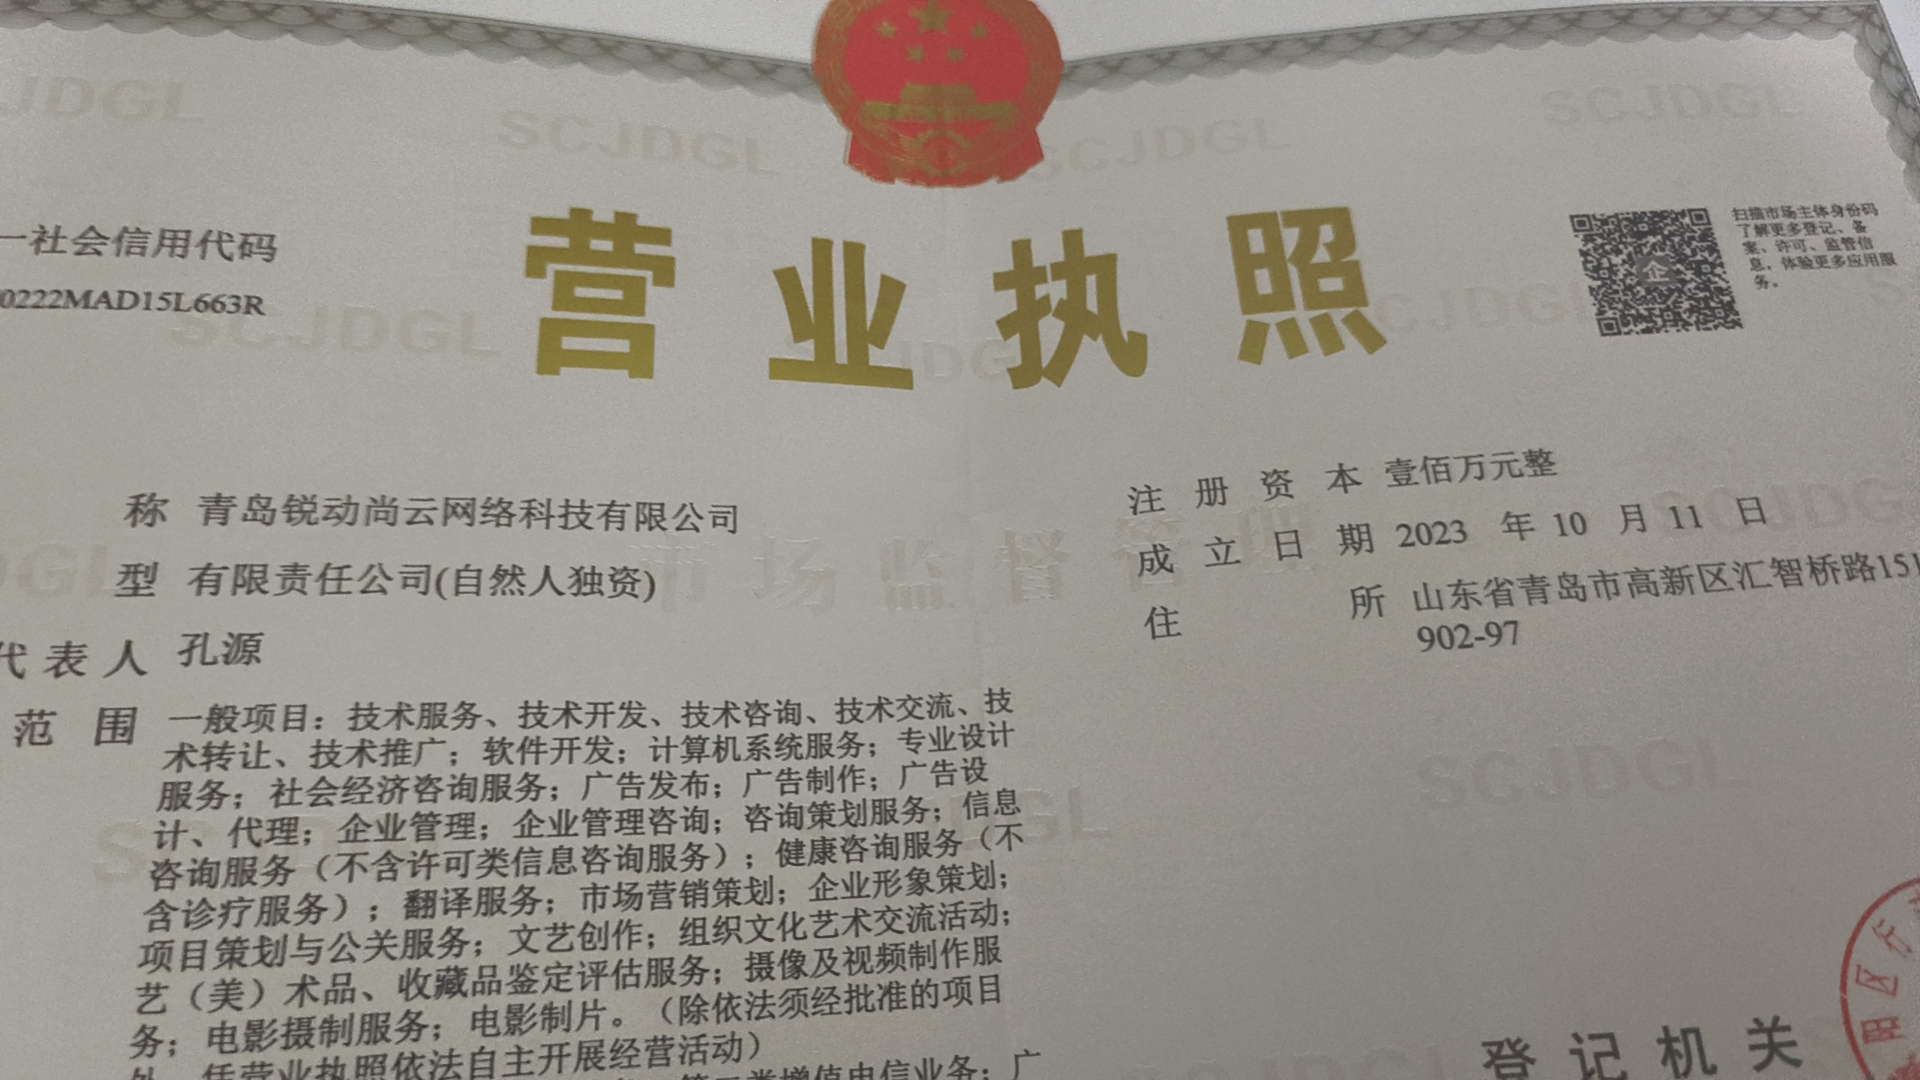 一社会信用代码
0222MAD15L663R
营业执照
扫描市场主体身份码
了解更多登记、备
案、许可、监管信
息，体验更多应用服
务。
称 青岛锐动尚云网络科技有限公司
型 有限责任公司(自然人独资)
代表人 孔源
范围 一般项目：技术服务、技术开发、技术咨询、技术交流、技
术转让、技术推广；软件开发；计算机系统服务；专业设计
服务；社会经济咨询服务；广告发布；广告制作；广告设
计、代理；企业管理；企业管理咨询；咨询策划服务；信息
咨询服务（不含许可类信息咨询服务）；健康咨询服务（不
含诊疗服务）；翻译服务；市场营销策划；企业形象策划；
项目策划与公关服务；文艺创作；组织文化艺术交流活动；
艺（美）术品、收藏品鉴定评估服务；摄像及视频制作服
务；电影摄制服务；电影制片。（除依法须经批准的项目
外，凭营业执照依法自主开展经营活动）
第二类增值电信业务；广
注册资本 壹佰万元整
成立日期 2023 年 10 月 11 日
住所 山东省青岛市高新区汇智桥路151
902-97
登记机关
市场监督管理
SCJDGL